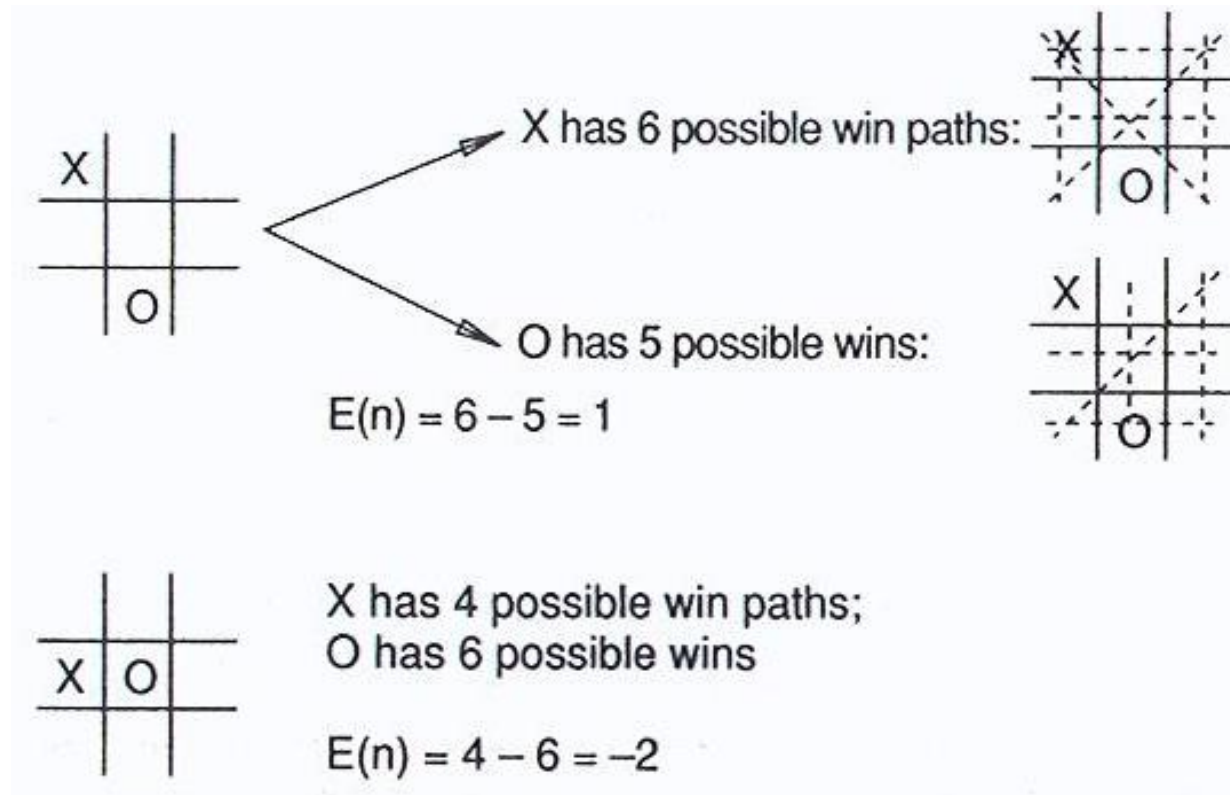 X
O
X has 6 possible win paths:
X
O
O has 5 possible wins:
X
O
E(n) = 6 – 5 = 1
X O
X has 4 possible win paths;
O has 6 possible wins
E(n) = 4 – 6 = –2